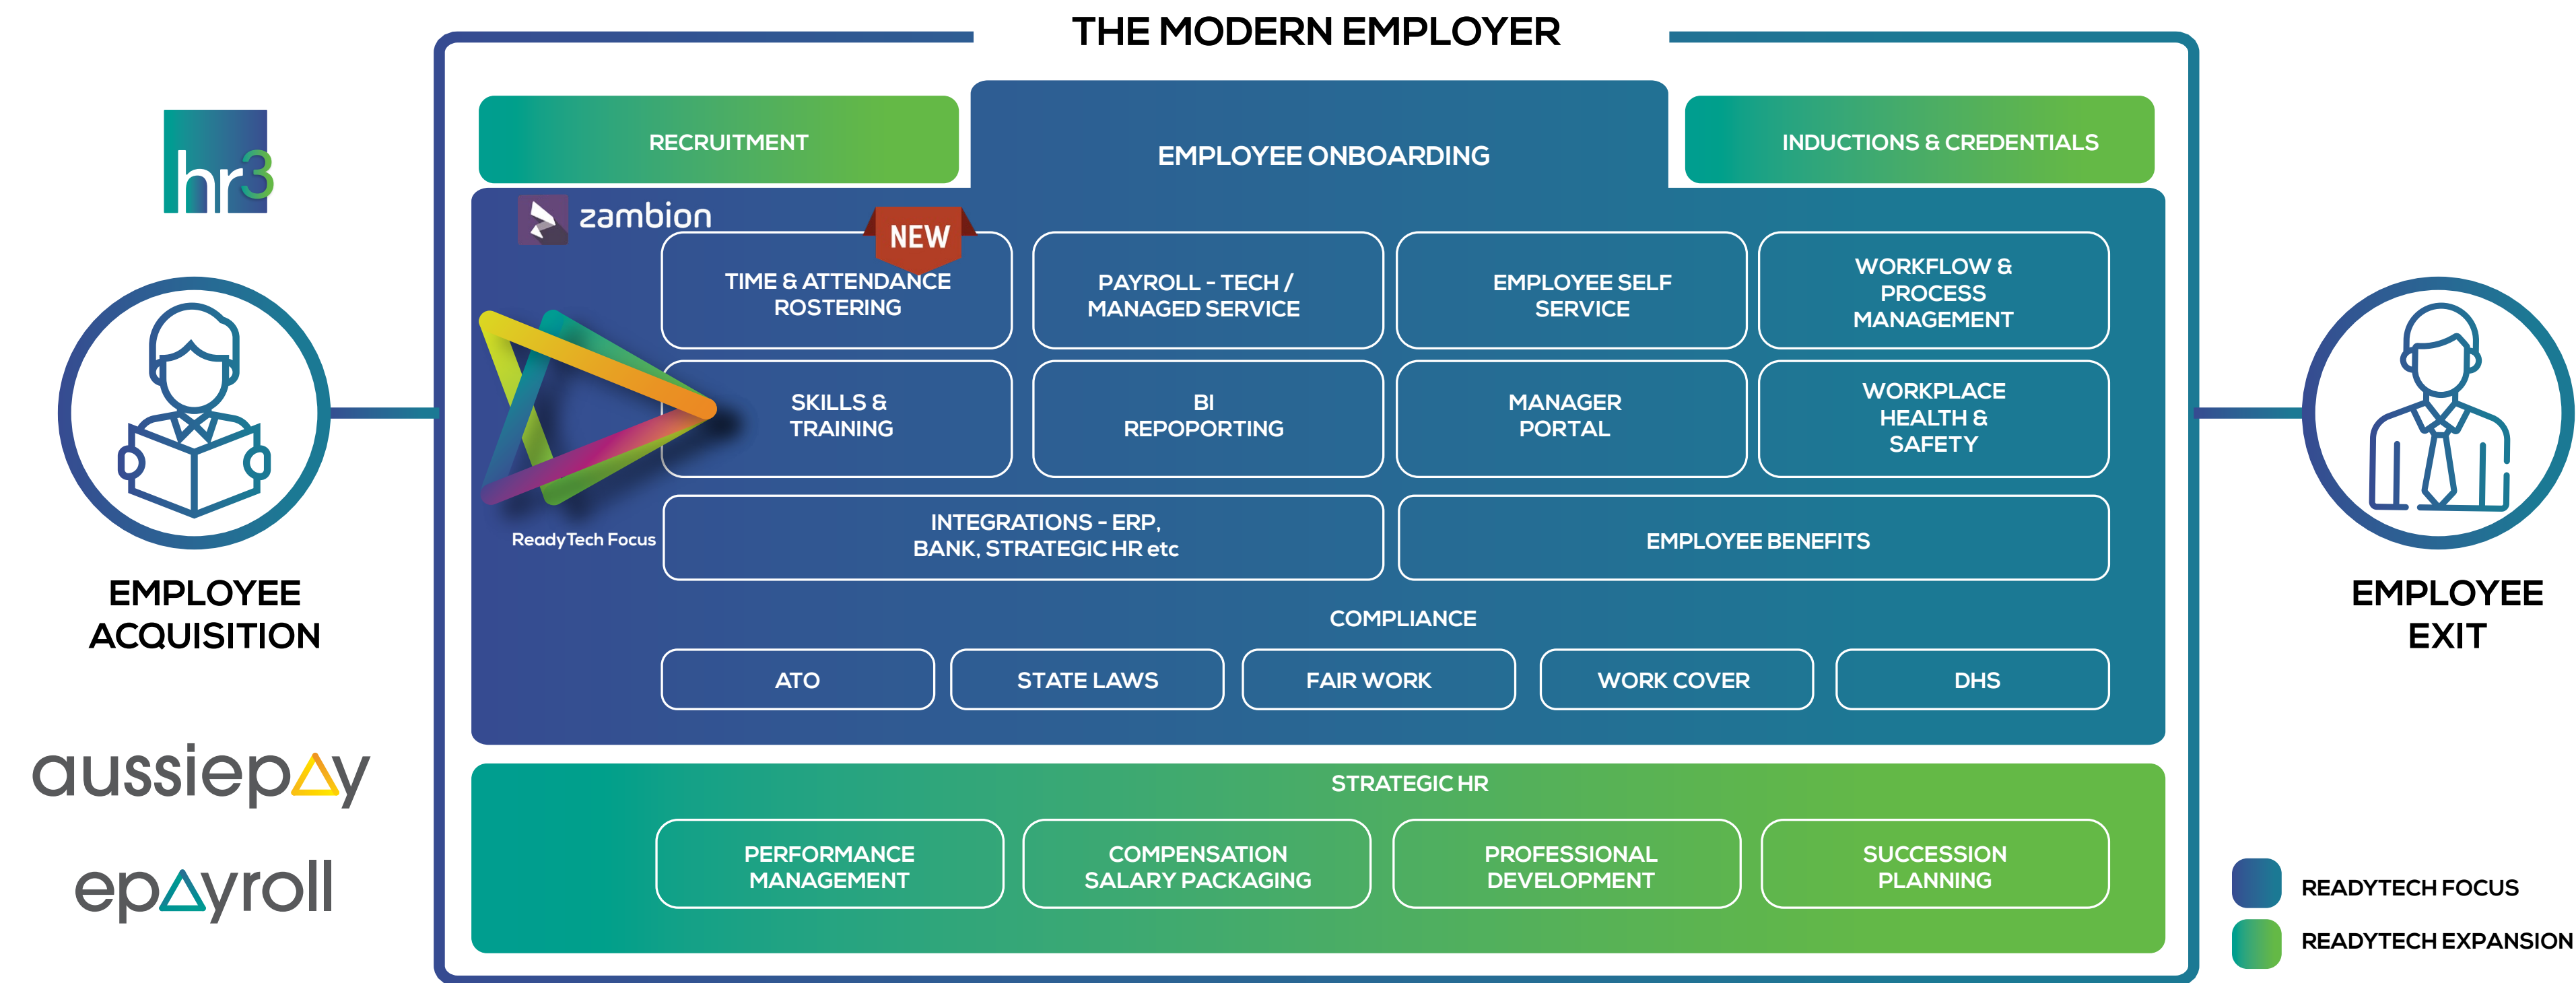 THE MODERN EMPLOYER
hr3
RECRUITMENT
EMPLOYEE ONBOARDING
INDUCTIONS & CREDENTIALS
zambion
NEW
TIME & ATTENDANCE
ROSTERING
PAYROLL - TECH /
MANAGED SERVICE
EMPLOYEE SELF
SERVICE
WORKFLOW &
PROCESS
MANAGEMENT
SKILLS &
TRAINING
BI
REPOPORTING
MANAGER
PORTAL
WORKPLACE
HEALTH &
SAFETY
ReadyTech Focus
INTEGRATIONS - ERP,
BANK, STRATEGIC HR etc
EMPLOYEE BENEFITS
EMPLOYEE
ACQUISITION
EMPLOYEE
EXIT
COMPLIANCE
ATO
STATE LAWS
FAIR WORK
WORK COVER
DHS
aussiepay
epayroll
STRATEGIC HR
PERFORMANCE
MANAGEMENT
COMPENSATION
SALARY PACKAGING
PROFESSIONAL
DEVELOPMENT
SUCCESSION
PLANNING
READYTECH FOCUS
READYTECH EXPANSION